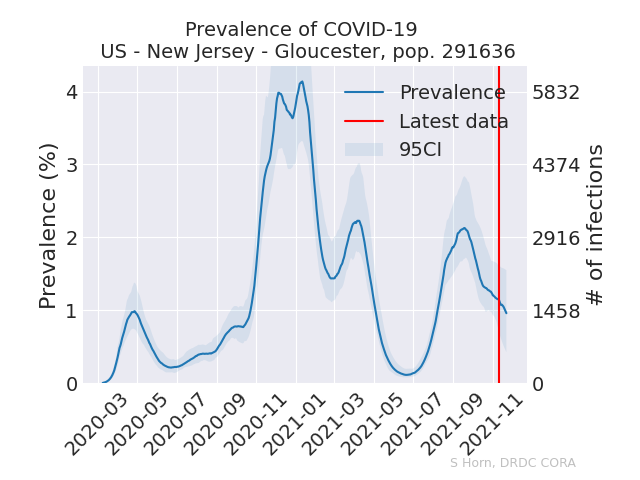 Prevalence of COVID-19
US - New Jersey - Gloucester, pop. 291636
Prevalence
Latest data
95CI
Prevalence (%)
4
3
2
1
0
5832
4374
2916
1458
0
# of infections
2020-03
2020-05
2020-07
2020-09
2020-11
2021-01
2021-03
2021-05
2021-07
2021-09
2021-11
S Horn, DRDC CORA